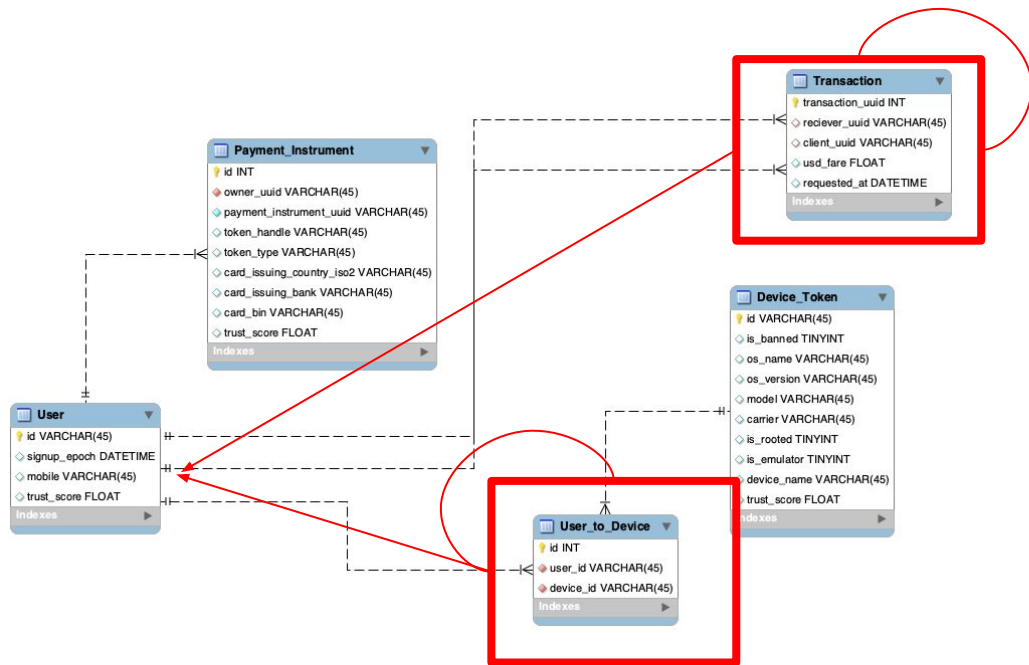 Transaction
transaction_uuid INT
reciever_uuid VARCHAR(45)
client_uuid VARCHAR(45)
usd_fare FLOAT
requested_at DATETIME
Indexes
Payment_Instrument
id INT
owner_uuid VARCHAR(45)
payment_instrument_uuid VARCHAR(45)
token_handle VARCHAR(45)
token_type VARCHAR(45)
card_issuing_country_iso2 VARCHAR(45)
card_issuing_bank VARCHAR(45)
card_bin VARCHAR(45)
trust_score FLOAT
Indexes
Device_Token
id VARCHAR(45)
is_banned TINYINT
os_name VARCHAR(45)
os_version VARCHAR(45)
model VARCHAR(45)
carrier VARCHAR(45)
is_rooted TINYINT
is_emulator TINYINT
device_name VARCHAR(45)
trust_score FLOAT
Indexes
User
id VARCHAR(45)
signup_epoch DATETIME
mobile VARCHAR(45)
trust_score FLOAT
Indexes
User_to_Device
id INT
user_id VARCHAR(45)
device_id VARCHAR(45)
Indexes